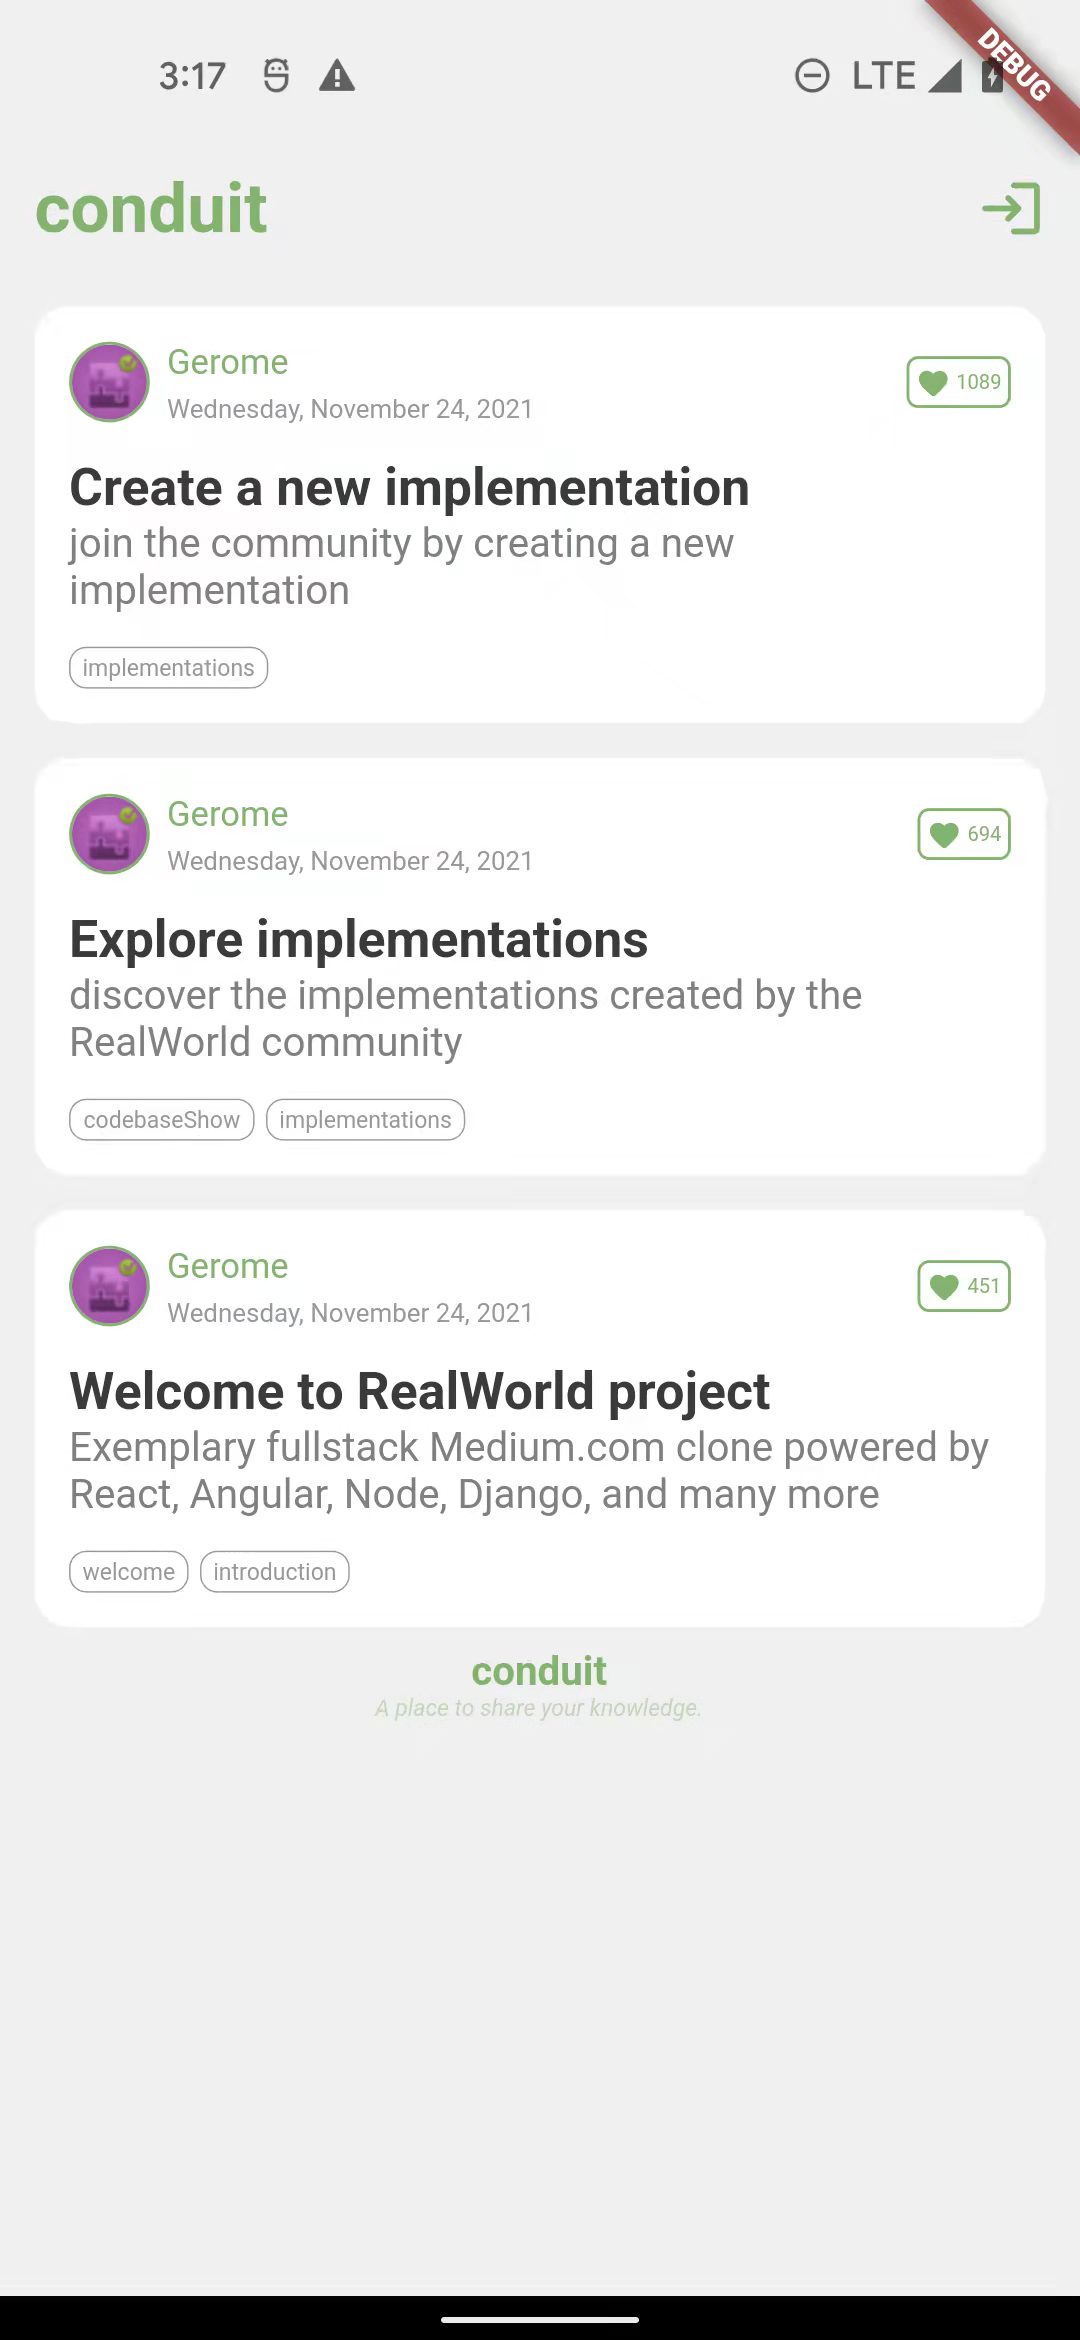 3:17 LTE
DEBUG
conduit
Gerome
Wednesday, November 24, 2021
1089
Create a new implementation
join the community by creating a new
implementation
implementations
Gerome
Wednesday, November 24, 2021
694
Explore implementations
discover the implementations created by the
RealWorld community
codebaseShow implementations
Gerome
Wednesday, November 24, 2021
451
Welcome to RealWorld project
Exemplary fullstack Medium.com clone powered by
React, Angular, Node, Django, and many more
welcome introduction
conduit
A place to share your knowledge.